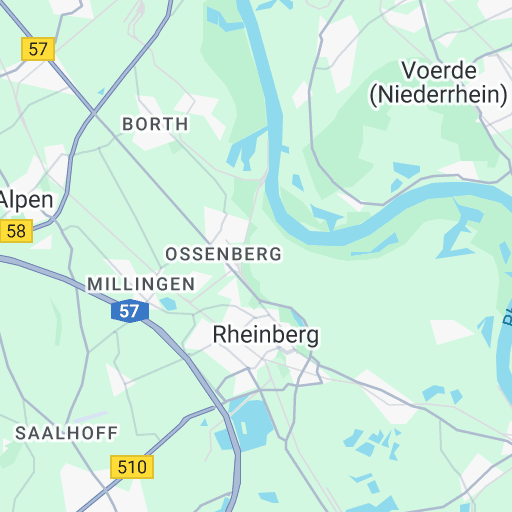 57
Voerde
(Niederrhein)
BORTH
Alpen
58
OSSENBERG
MILLINGEN
57
Rheinberg
SAALHOFF
510